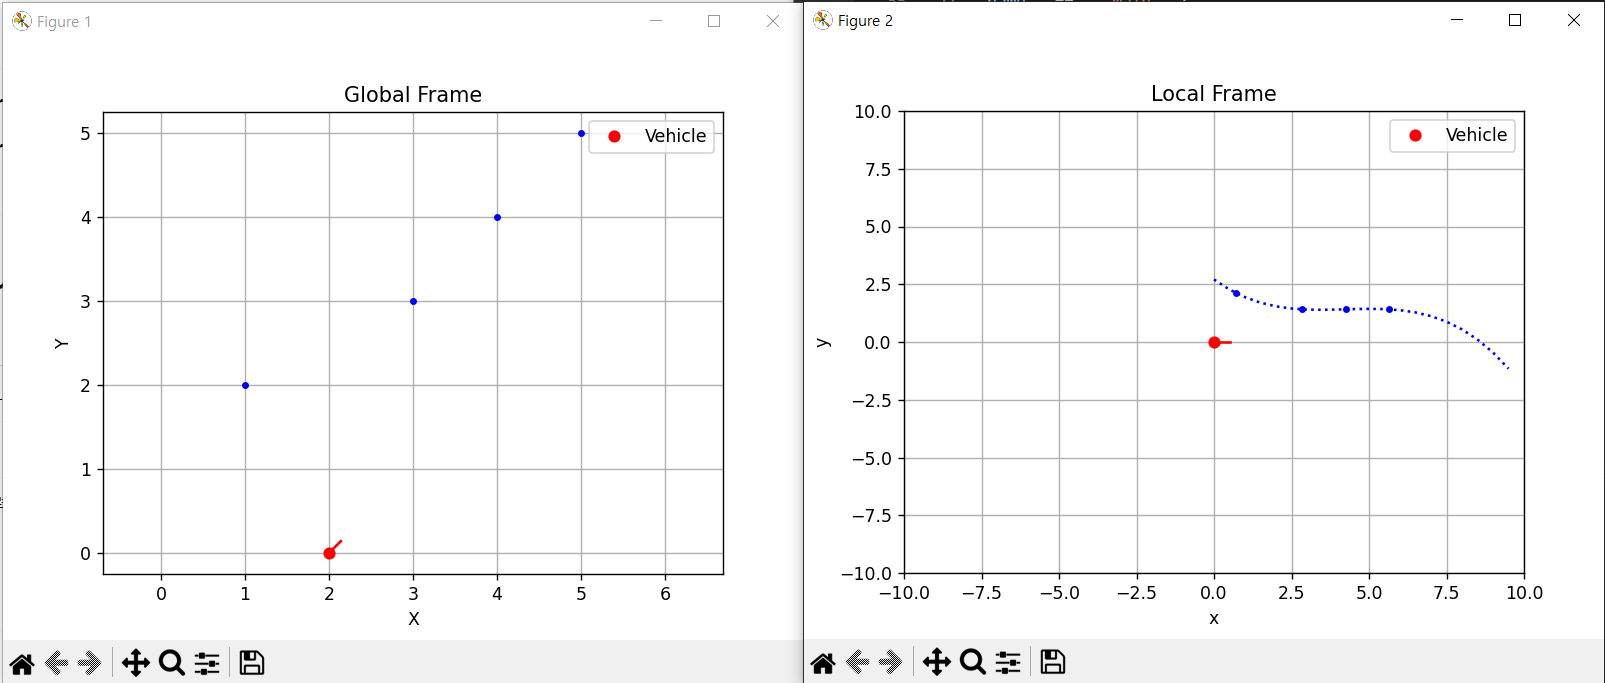 Figure 1
Global Frame
Vehicle
5
4
3
2
1
0
Y
0 1 2 3 4 5 6
X
Figure 2
Local Frame
Vehicle
10.0
7.5
5.0
2.5
0.0
−2.5
−5.0
−7.5
−10.0
y
−10.0 −7.5 −5.0 −2.5 0.0 2.5 5.0 7.5 10.0
x